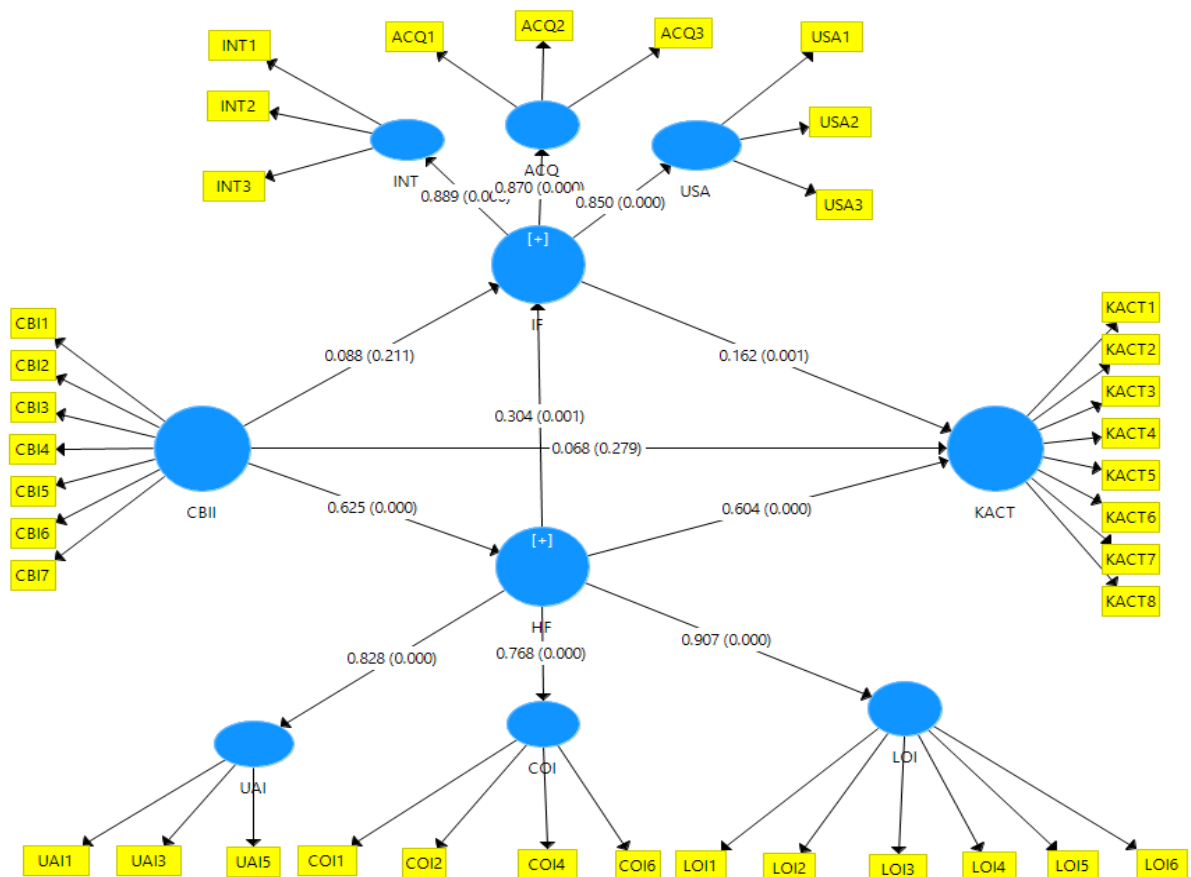 ACQ1
ACQ2
ACQ3
INT1
USA1
INT2
USA2
INT3
USA3
INT
ACQ
USA
0.870 (0.000)
0.850 (0.000)
[+]
IF
CBI1
CBI2
CBI3
CBI4
CBI5
CBI6
CBI7
0.088 (0.211)
0.162 (0.001)
KACT1
KACT2
KACT3
KACT4
KACT5
KACT6
KACT7
KACT8
0.304 (0.001)
0.068 (0.279)
CBII
KACT
0.625 (0.000)
0.604 (0.000)
[+]
HF
0.828 (0.000)
0.768 (0.000)
0.907 (0.000)
UAI
COI
LOI
UAI1
UAI3
UAI5
COI1
COI2
COI4
COI6
LOI1
LOI2
LOI3
LOI4
LOI5
LOI6